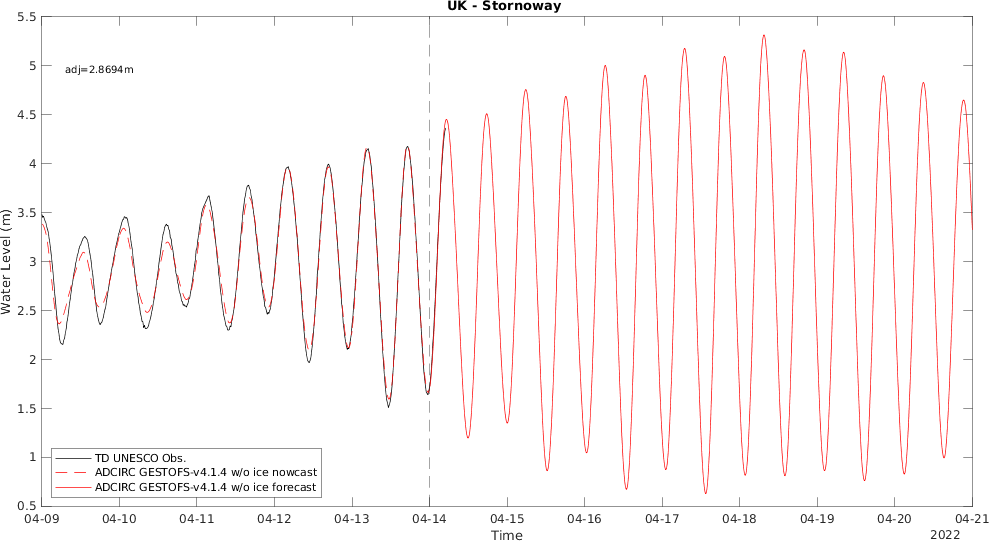 UK - Stornoway
adj=2.8694m
Water Level (m)
5.5
5
4.5
4
3.5
3
2.5
2
1.5
1
0.5
TD UNESCO Obs.
ADCIRC GESTOFS-v4.1.4 w/o ice nowcast
ADCIRC GESTOFS-v4.1.4 w/o ice forecast
04-09 04-10 04-11 04-12 04-13 04-14 04-15 04-16 04-17 04-18 04-19 04-20 04-21
Time
2022